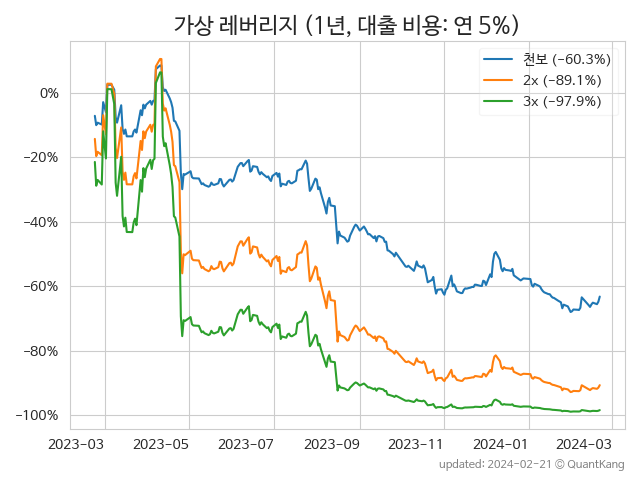 가상 레버리지 (1년, 대출 비용: 연 5%)
천보 (−60.3%)
2x (−89.1%)
3x (−97.9%)
0%
−20%
−40%
−60%
−80%
−100%
2023-03 2023-05 2023-07 2023-09 2023-11 2024-01 2024-03
updated: 2024-02-21 © QuantKang